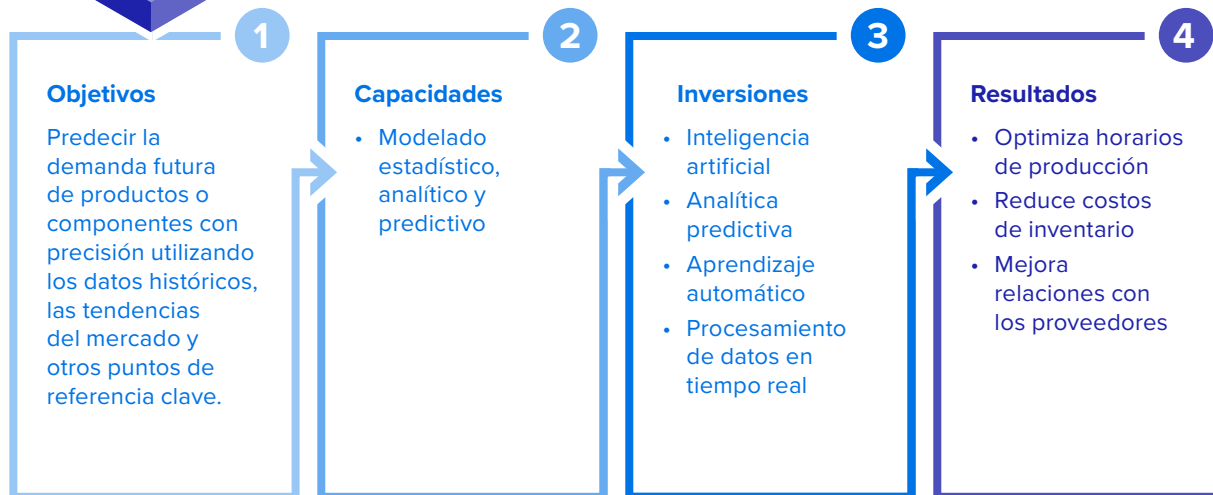 1
Objetivos
Predecir la
demanda futura
de productos o
componentes con
precisión utilizando
los datos históricos,
las tendencias
del mercado y
otros puntos de
referencia clave.
2
Capacidades
• Modelado
estadístico,
analítico y
predictivo
3
Inversiones
• Inteligencia
artificial
• Analítica
predictiva
• Aprendizaje
automático
• Procesamiento
de datos en
tiempo real
4
Resultados
• Optimiza horarios
de producción
• Reduce costos
de inventario
• Mejora
relaciones con
los proveedores